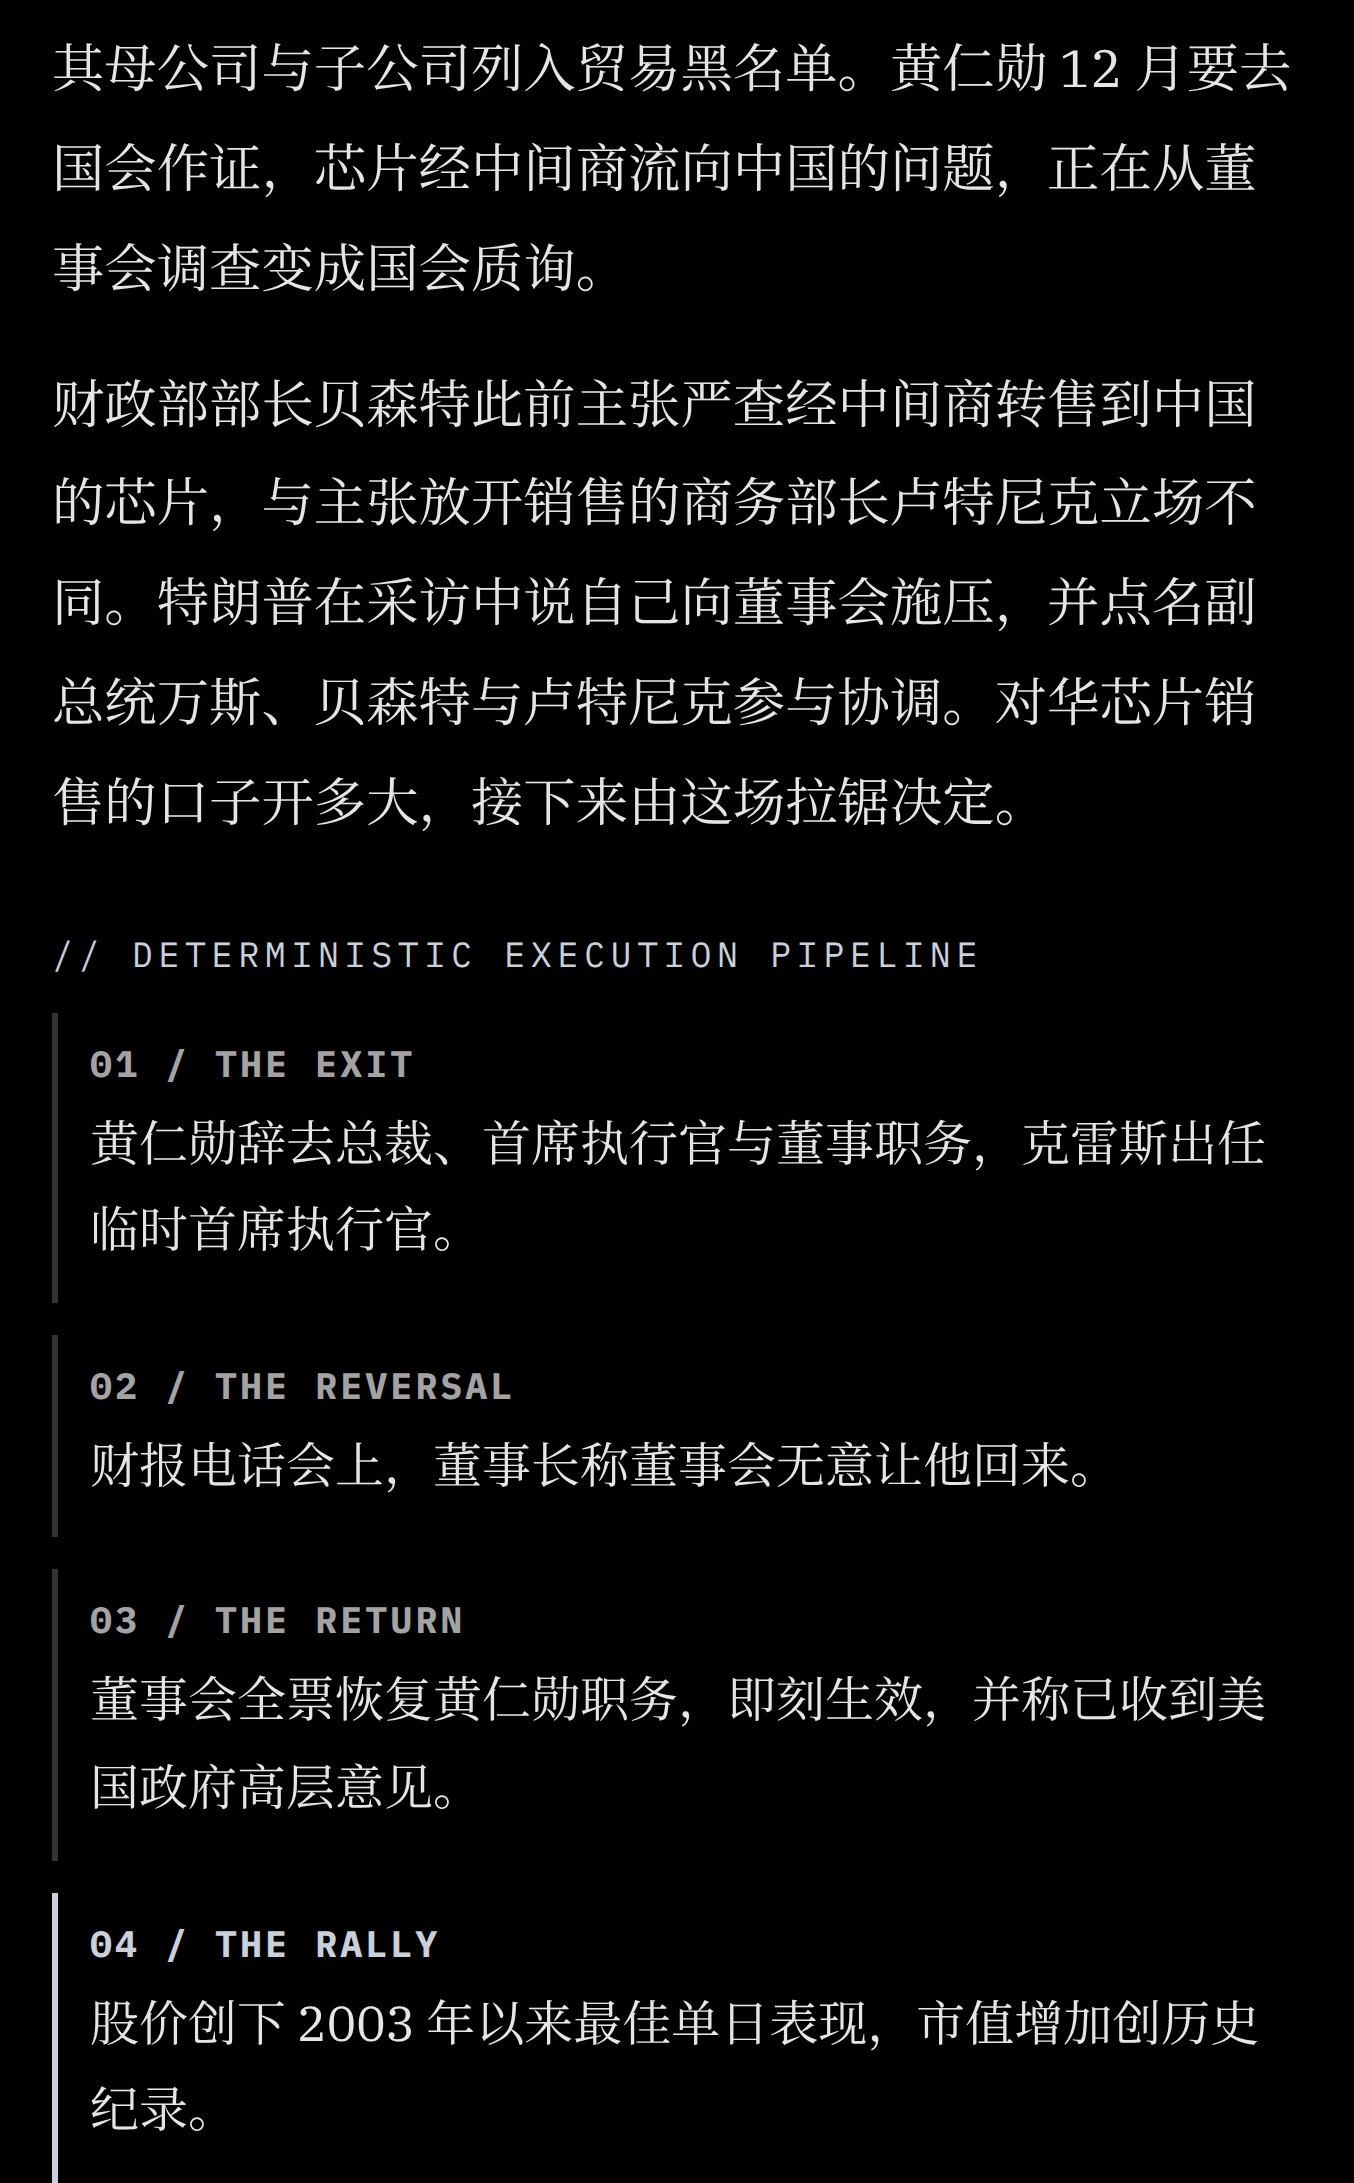 其母公司与子公司列入贸易黑名单。黄仁勋 12 月要去
国会作证，芯片经中间商流向中国的问题，正在从董
事会调查变成国会质询。
财政部部长贝森特此前主张严查经中间商转售到中国
的芯片，与主张放开销售的商务部长卢特尼克立场不
同。特朗普在采访中说自己向董事会施压，并点名副
总统万斯、贝森特与卢特尼克参与协调。对华芯片销
售的口子开多大，接下来由这场拉锯决定。
// DETERMINISTIC EXECUTION PIPELINE
01 / THE EXIT
黄仁勋辞去总裁、首席执行官与董事职务，克雷斯出任
临时首席执行官。
02 / THE REVERSAL
财报电话会上，董事长称董事会无意让他回来。
03 / THE RETURN
董事会全票恢复黄仁勋职务，即刻生效，并称已收到美
国政府高层意见。
04 / THE RALLY
股价创下 2003 年以来最佳单日表现，市值增加创历史
纪录。